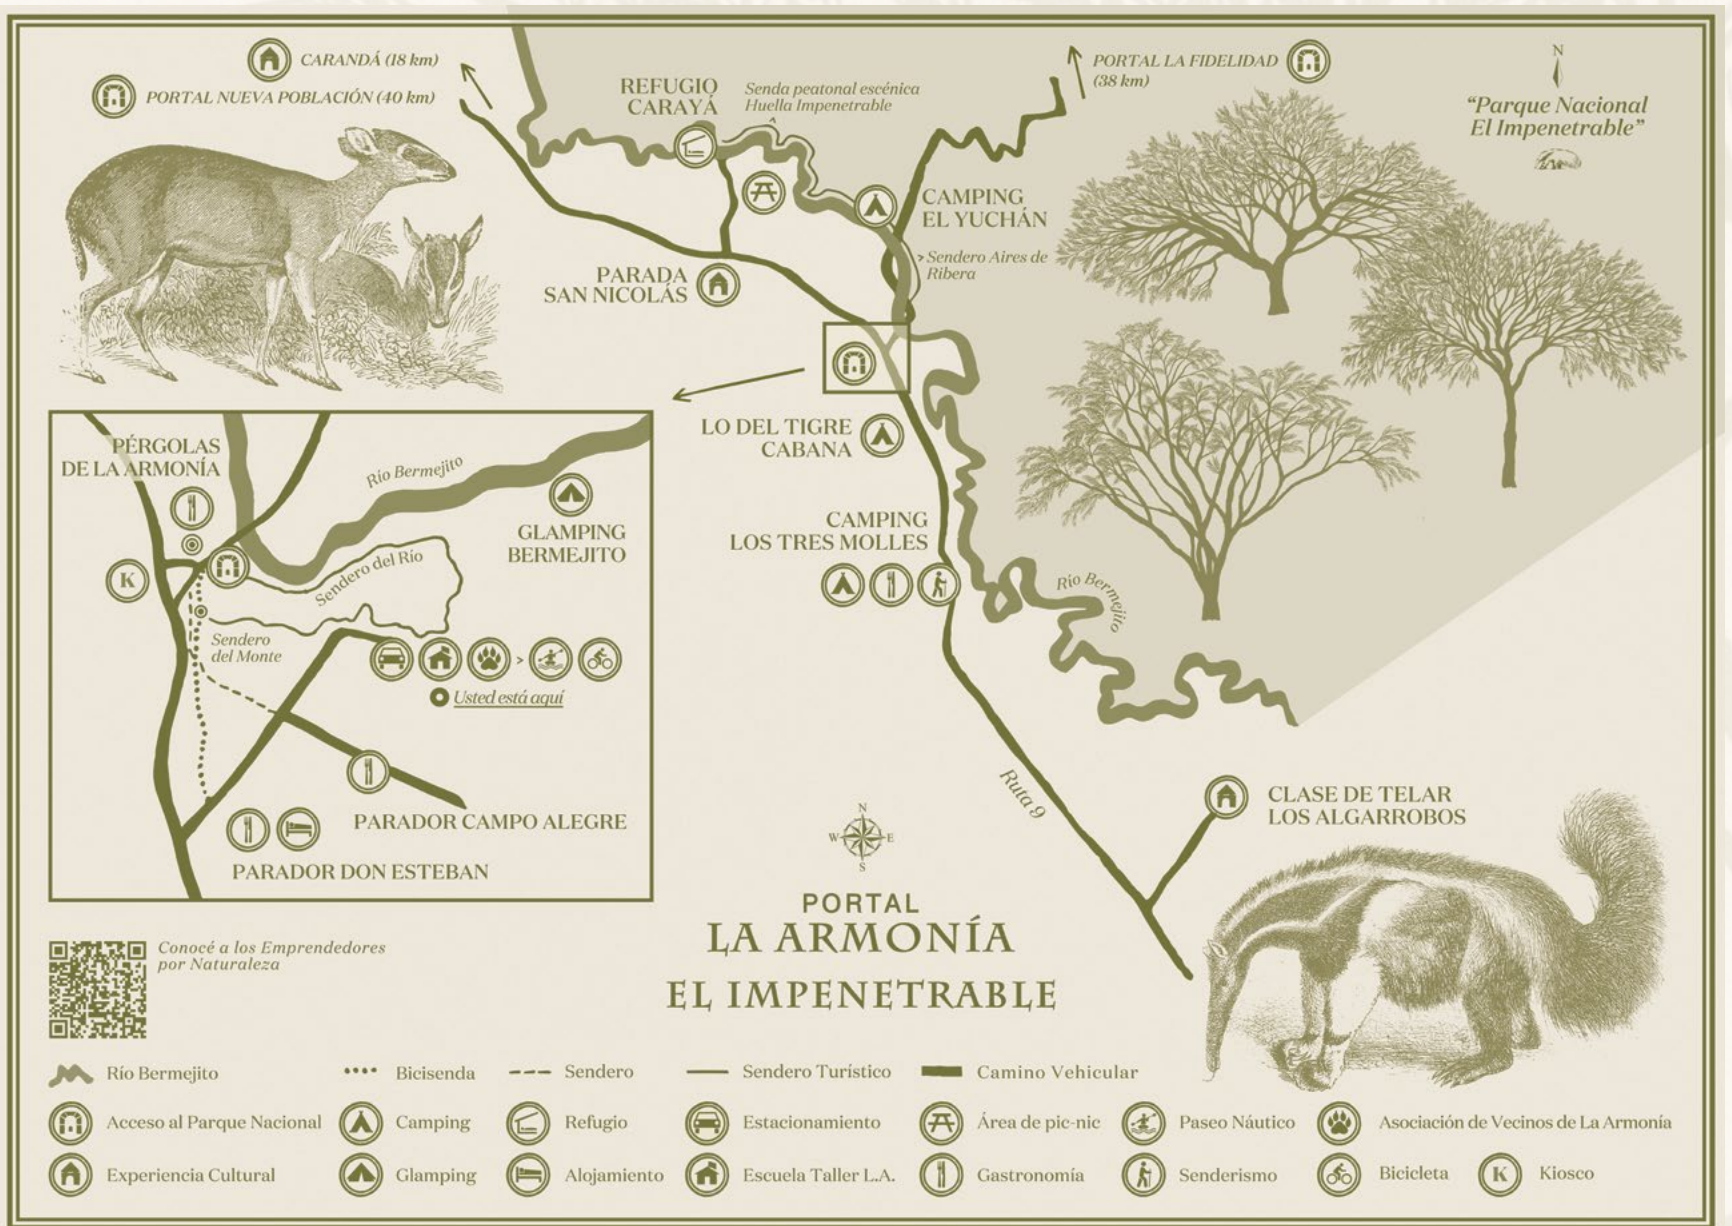 CARANDÁ (18 km)
PORTAL NUEVA POBLACIÓN (40 km)
REFUGIO
CARAYÁ
Senda peatonal escénica
Huella Impenetrable
PORTAL LA FIDELIDAD
(38 km)
N
“Parque Nacional
El Impenetrable”
CAMPING
EL YUCHÁN
> Sendero Aires de
Ribera
PARADA
SAN NICOLÁS
LO DEL TIGRE
CABANA
CAMPING
LOS TRES MOLLES
Río Bermejito
Ruta 9
CLASE DE TELAR
LOS ALGARROBOS
PÉRGOLAS
DE LA ARMONÍA
Río Bermejito
GLAMPING
BERMEJITO
K
Sendero del Río
Sendero
del Monte
>
Usted está aquí
PARADOR CAMPO ALEGRE
PARADOR DON ESTEBAN
N
W E
S
PORTAL
LA ARMONÍA
EL IMPENETRABLE
Conocé a los Emprendedores
por Naturaleza
Río Bermejito
Bicisenda
Sendero
Sendero Turístico
Camino Vehicular
Acceso al Parque Nacional
Camping
Refugio
Estacionamiento
Área de pic-nic
Paseo Náutico
Asociación de Vecinos de La Armonía
Experiencia Cultural
Glamping
Alojamiento
Escuela Taller L.A.
Gastronomía
Senderismo
Bicicleta
K Kiosco